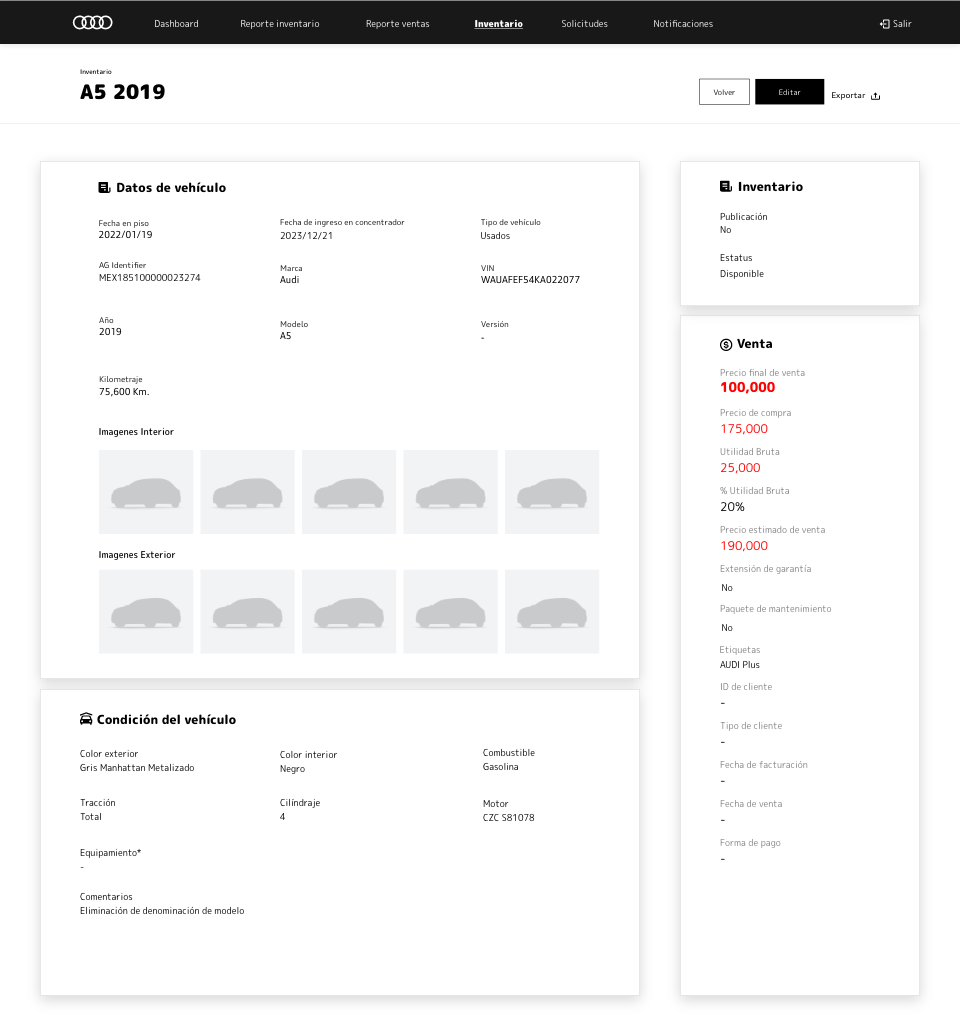 Dashboard
Reporte inventario
Reporte ventas
Inventario
Solicitudes
Notificaciones
Salir
Inventario
A5 2019
Volver
Editar
Exportar
Datos de vehículo
Fecha en piso
2022/01/19
Fecha de ingreso en concentrador
2023/12/21
Tipo de vehículo
Usados
AG Identifier
MEX185100000023274
Marca
Audi
VIN
WAUAFEF54KA022077
Año
2019
Modelo
A5
Versión
-
Kilometraje
75,600 Km.
Imagenes Interior
Imagenes Exterior
Condición del vehículo
Color exterior
Gris Manhattan Metalizado
Color interior
Negro
Combustible
Gasolina
Tracción
Total
Cilíndraje
4
Motor
CZC S81078
Equipamiento*
-
Comentarios
Eliminación de denominación de modelo
Inventario
Publicación
No
Estatus
Disponible
Venta
Precio final de venta
100,000
Precio de compra
175,000
Utilidad Bruta
25,000
% Utilidad Bruta
20%
Precio estimado de venta
190,000
Extensión de garantía
No
Paquete de mantenimiento
No
Etiquetas
AUDI Plus
ID de cliente
-
Tipo de cliente
-
Fecha de facturación
-
Fecha de venta
-
Forma de pago
-